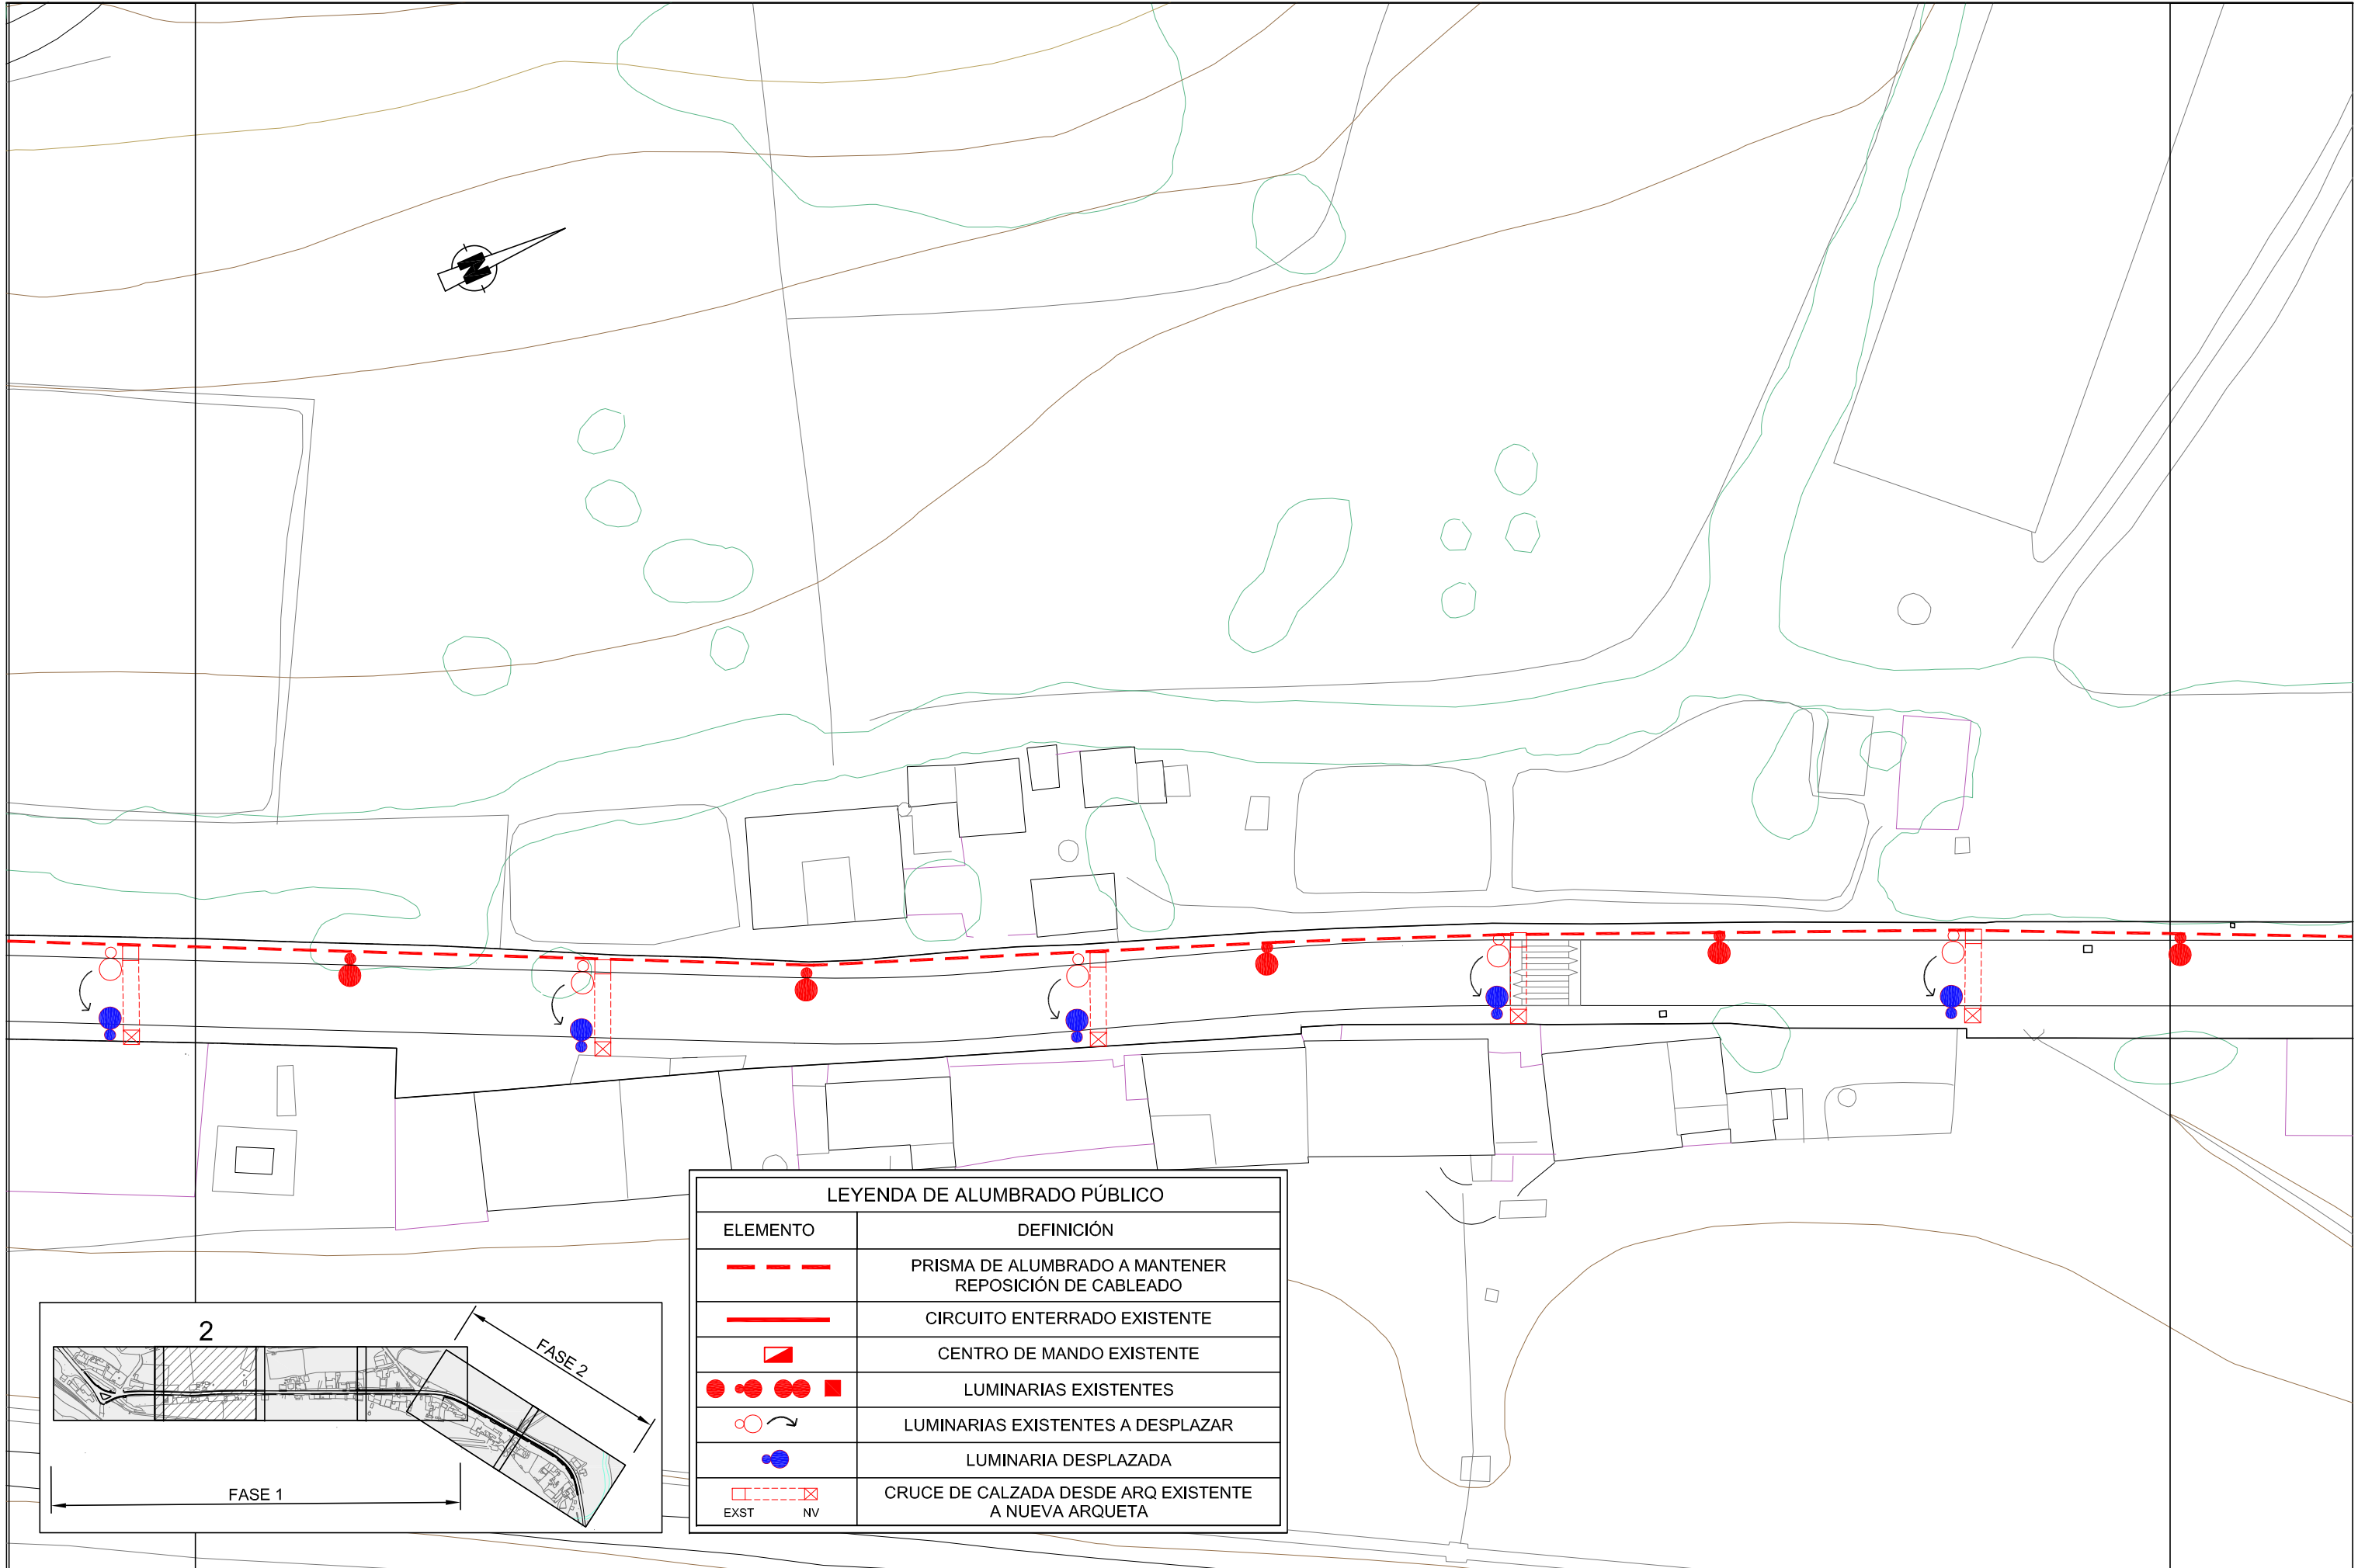 N
LEYENDA DE ALUMBRADO PÚBLICO
ELEMENTO DEFINICIÓN
PRISMA DE ALUMBRADO A MANTENER
REPOSICIÓN DE CABLEADO
CIRCUITO ENTERRADO EXISTENTE
CENTRO DE MANDO EXISTENTE
LUMINARIAS EXISTENTES
LUMINARIAS EXISTENTES A DESPLAZAR
LUMINARIA DESPLAZADA
CRUCE DE CALZADA DESDE ARQ EXISTENTE
A NUEVA ARQUETA
EXST NV
2
FASE 2
FASE 1